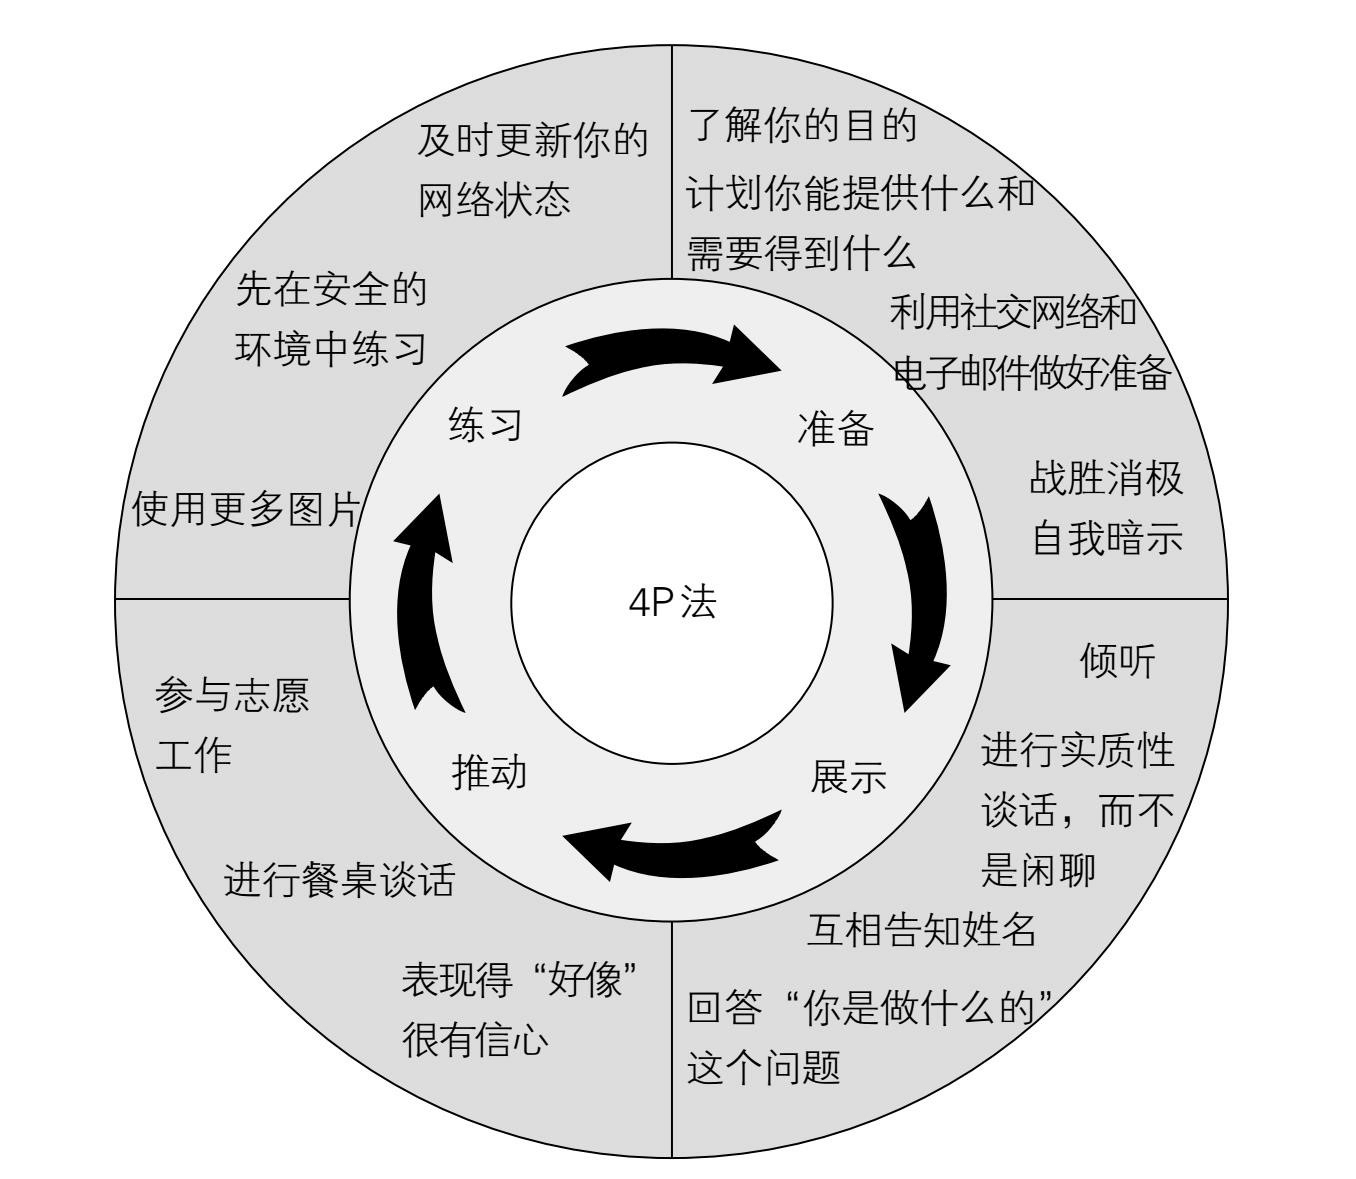 及时更新你的
网络状态
先在安全的
环境中练习
使用更多图片
了解你的目的
计划你能提供什么和
需要得到什么
利用社交网络和
电子邮件做好准备
战胜消极
自我暗示
练习
准备
4P法
推动
展示
倾听
进行实质性
谈话，而不
是闲聊
互相告知姓名
回答“你是做什么的”
这个问题
参与志愿
工作
进行餐桌谈话
表现得“好像”
很有信心